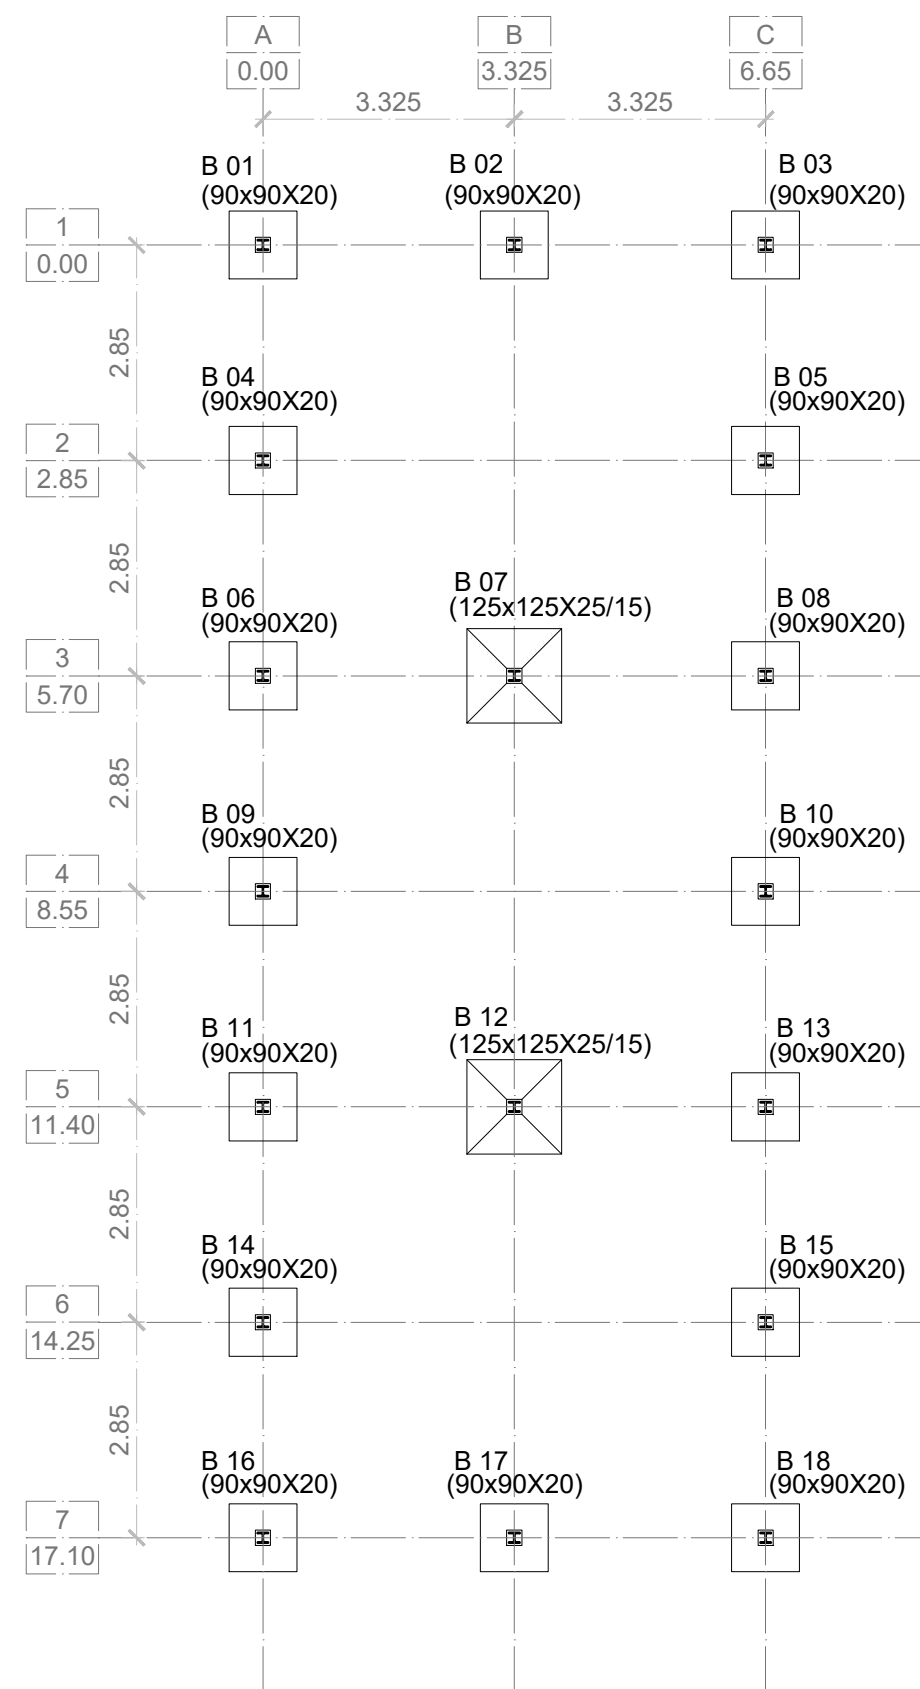 A
B
C
0.00
3.325
6.65
3.325
3.325
B 01
(90x90X20)
B 02
(90x90X20)
B 03
(90x90X20)
1
0.00
2.85
B 04
(90x90X20)
B 05
(90x90X20)
2
2.85
2.85
B 06
(90x90X20)
B 07
(125x125X25/15)
B 08
(90x90X20)
3
5.70
2.85
B 09
(90x90X20)
B 10
(90x90X20)
4
8.55
2.85
B 11
(90x90X20)
B 12
(125x125X25/15)
B 13
(90x90X20)
5
11.40
2.85
B 14
(90x90X20)
B 15
(90x90X20)
6
14.25
2.85
B 16
(90x90X20)
B 17
(90x90X20)
B 18
(90x90X20)
7
17.10